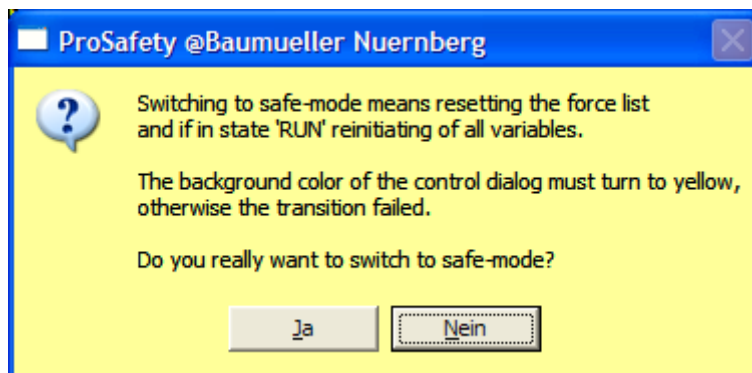 ProSafety @Baumueller Nuernberg
Switching to safe-mode means resetting the force list
and if in state 'RUN' reinitiating of all variables.
The background color of the control dialog must turn to yellow,
otherwise the transition failed.
Do you really want to switch to safe-mode?
Ja
Nein